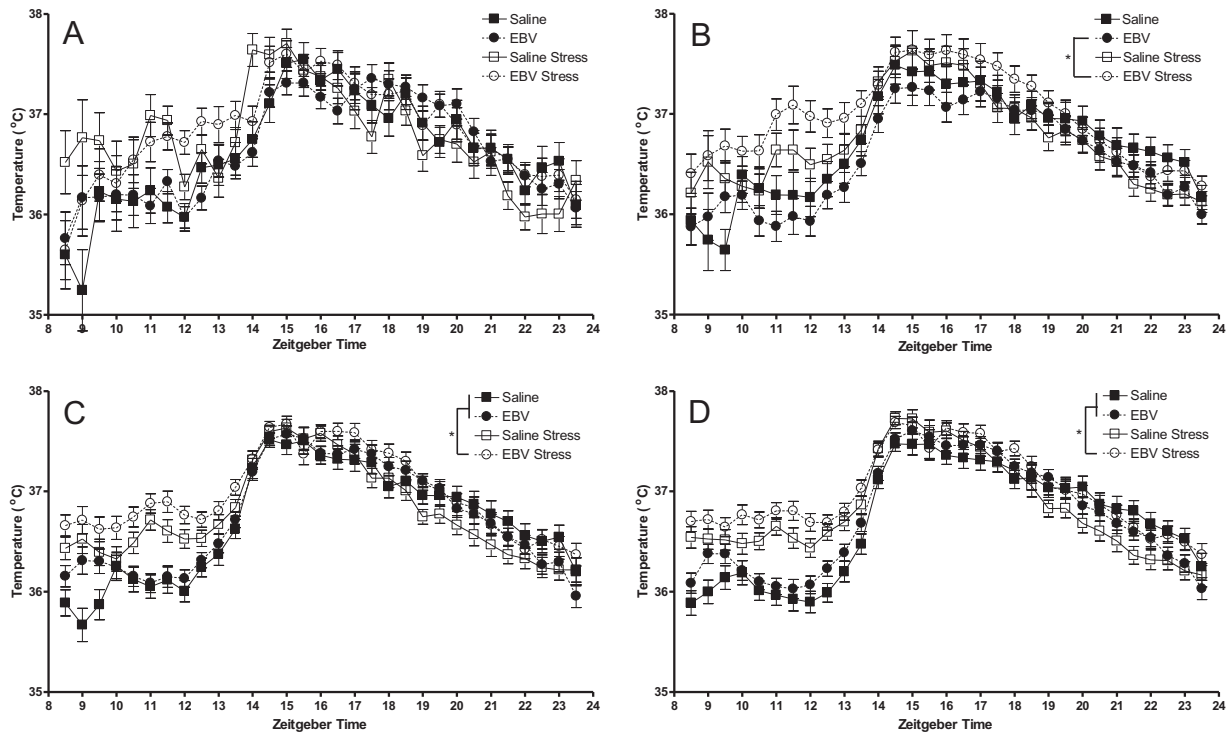 A
Saline
EBV
Saline Stress
EBV Stress
Temperature (°C)
38
37
36
35
8 9 10 11 12 13 14 15 16 17 18 19 20 21 22 23 24
Zeitgeber Time
B
Saline
EBV
*
Saline Stress
EBV Stress
Temperature (°C)
38
37
36
35
8 9 10 11 12 13 14 15 16 17 18 19 20 21 22 23 24
Zeitgeber Time
C
Saline
EBV
*
Saline Stress
EBV Stress
Temperature (°C)
38
37
36
35
8 9 10 11 12 13 14 15 16 17 18 19 20 21 22 23 24
Zeitgeber Time
D
Saline
EBV
*
Saline Stress
EBV Stress
Temperature (°C)
38
37
36
35
8 9 10 11 12 13 14 15 16 17 18 19 20 21 22 23 24
Zeitgeber Time